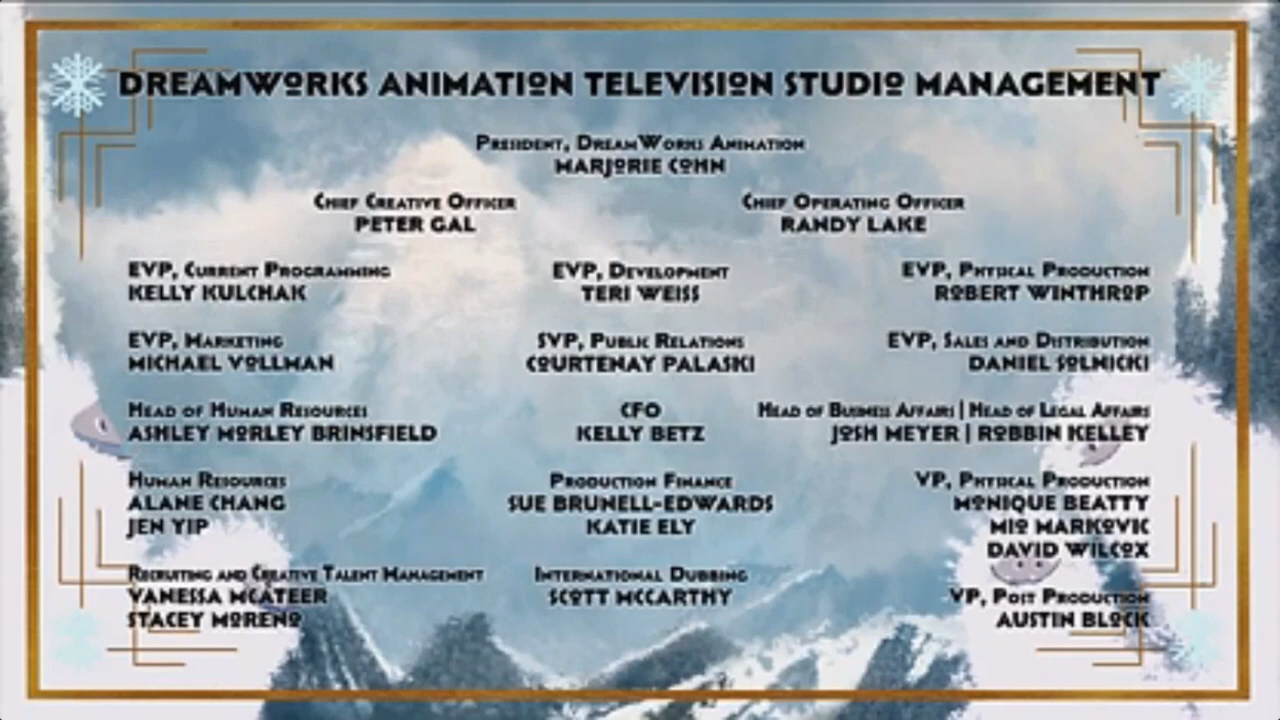 DREAMWORKS ANIMATION TELEVISION STUDIO MANAGEMENT
PRESIDENT, DREAMWORKS ANIMATION
MARJORIE COHN
CHIEF CREATIVE OFFICER
PETER GAL
CHIEF OPERATING OFFICER
RANDY LAKE
EVP, CURRENT PROGRAMMING
KELLY KULCHAK
EVP, DEVELOPMENT
TERI WEISS
EVP, PHYSICAL PRODUCTION
ROBERT WINTHROP
EVP, MARKETING
MICHAEL VOLLMAN
SVP, PUBLIC RELATIONS
COURTENAY PALASKI
EVP, SALES AND DISTRIBUTION
DANIEL SOLNICKI
HEAD OF HUMAN RESOURCES
ASHLEY MORLEY BRINSFIELD
CFO
KELLY BETZ
HEAD OF BUSINESS AFFAIRS | HEAD OF LEGAL AFFAIRS
JOSH MEYER | ROBBIN KELLEY
HUMAN RESOURCES
ALANE CHANG
JEN YIP
PRODUCTION FINANCE
SUE BRUNELL-EDWARDS
KATIE ELY
VP, PHYSICAL PRODUCTION
MONIQUE BEATTY
MIO MARKOVIC
DAVID WILCOX
RECRUITING AND CREATIVE TALENT MANAGEMENT
VANESSA MCATEER
STACEY MORENO
INTERNATIONAL DUBBING
SCOTT MCCARTHY
VP, POST PRODUCTION
AUSTIN BLOCK